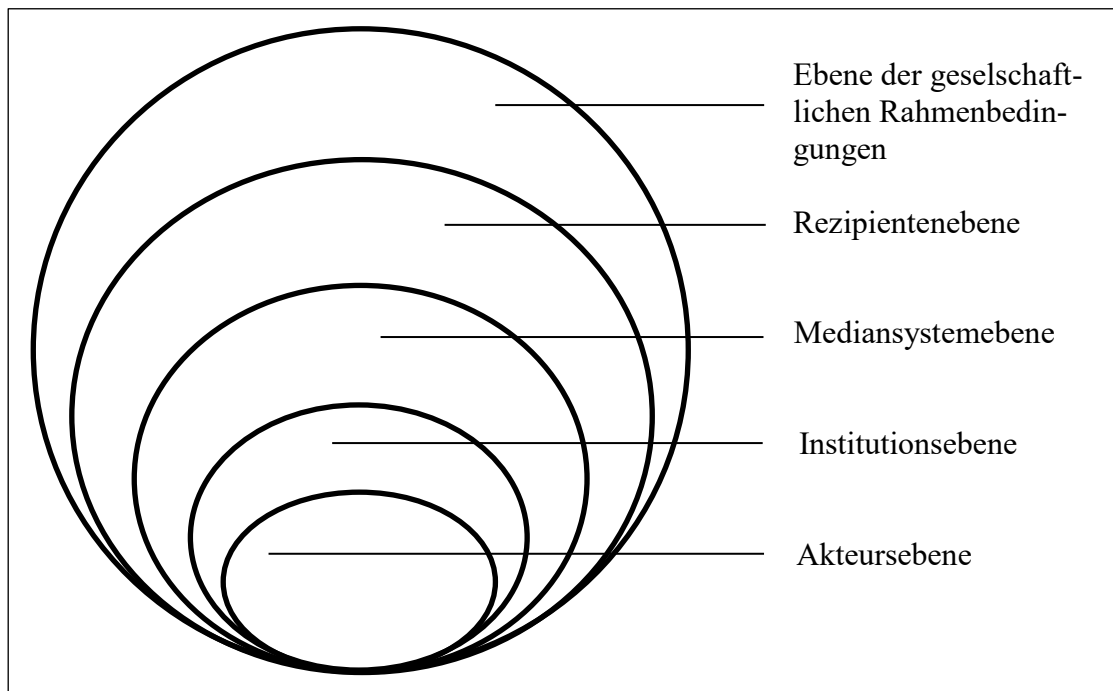 Ebene der geselschaft-
lichen Rahmenbedin-
gungen
Rezipientenebene
Mediansystemebene
Institutionsebene
Akteursebene